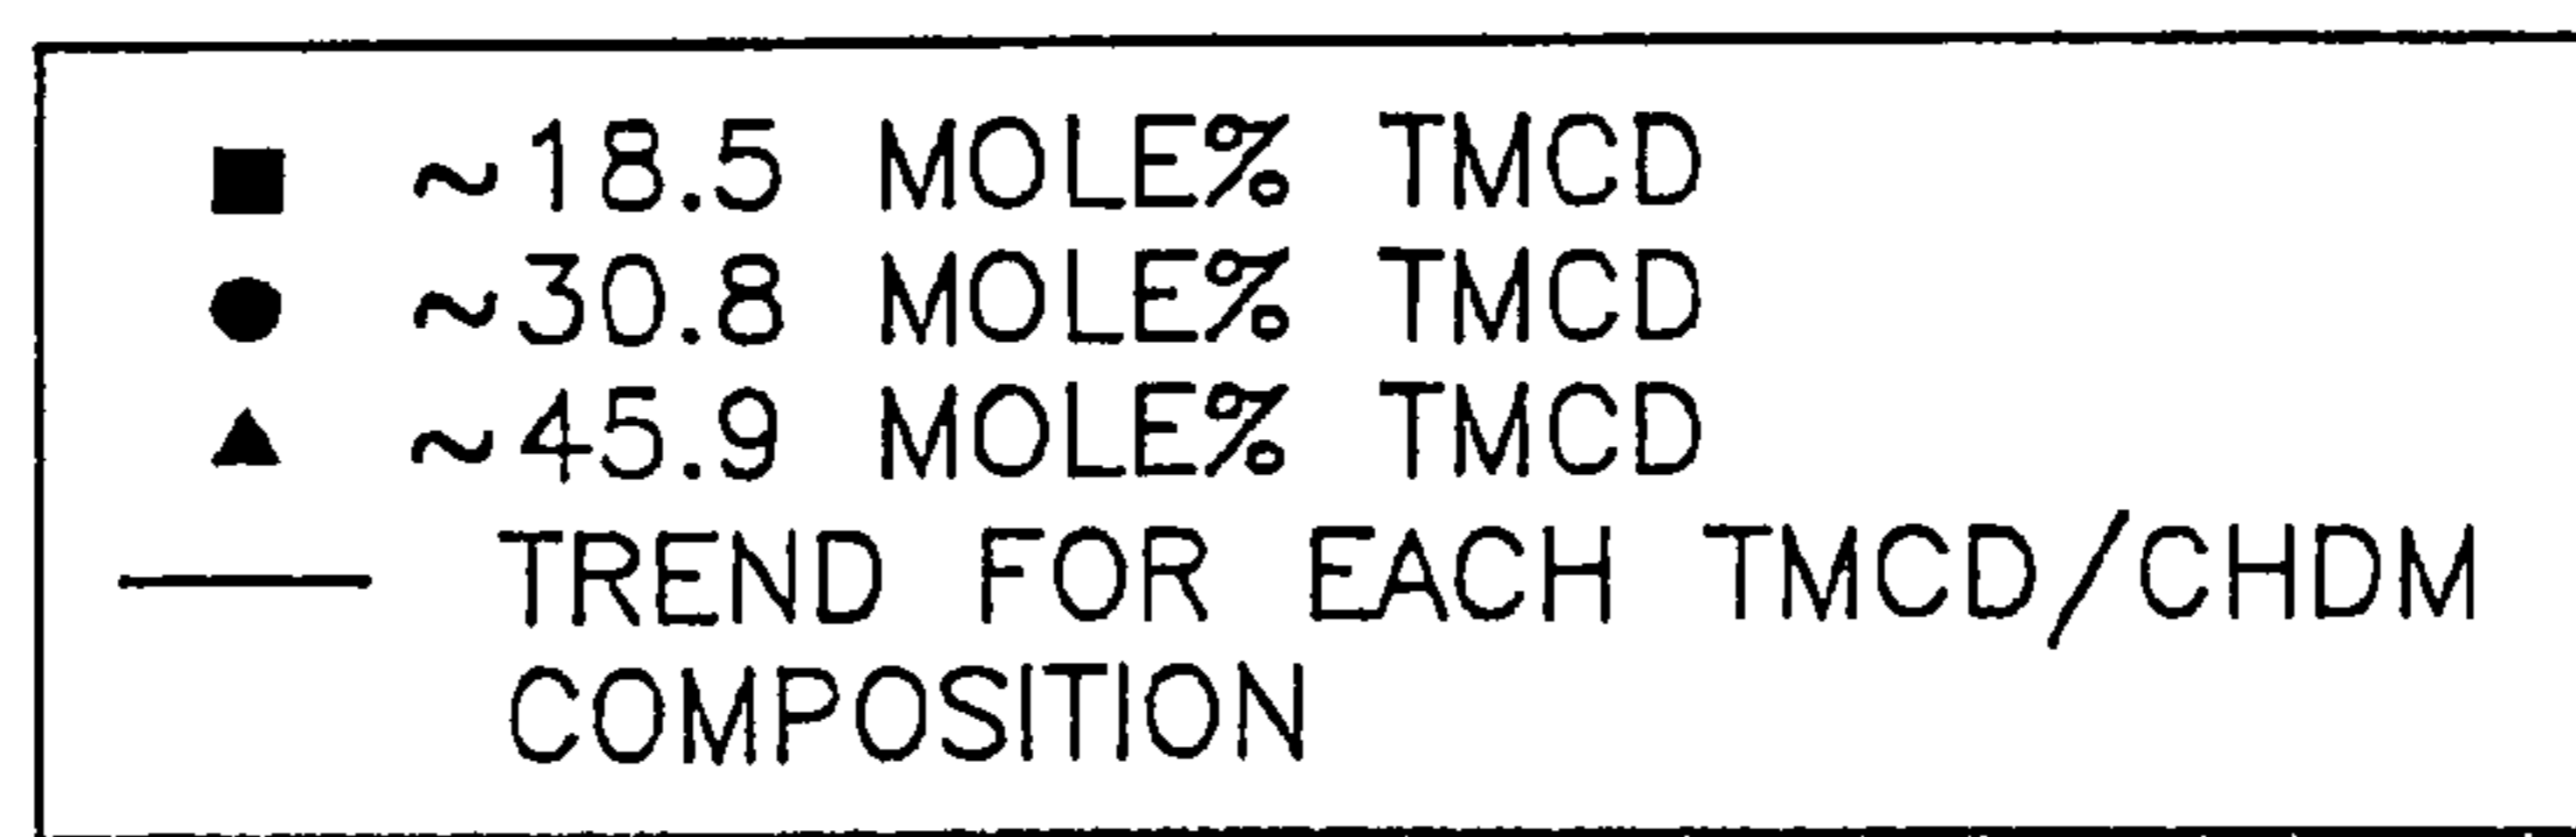 ~18.5 MOLE% TMCD
~30.8 MOLE% TMCD
~45.9 MOLE% TMCD
TREND FOR EACH TMCD/CHDM
COMPOSITION